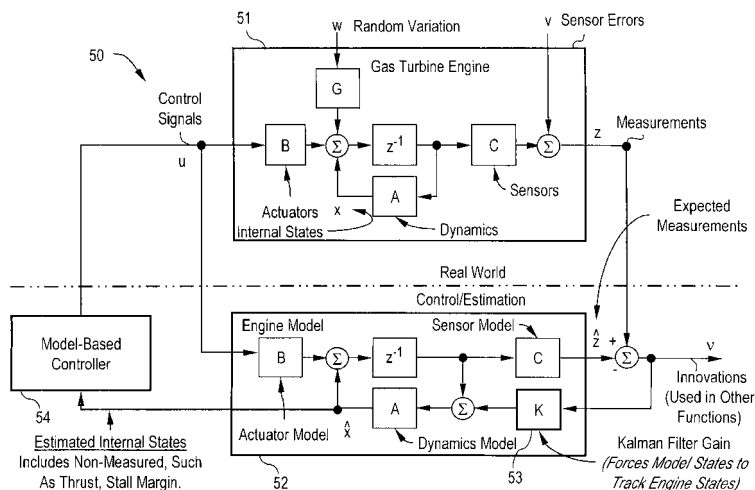 51
w Random Variation
v
Sensor Errors
50
Gas Turbine Engine
G
Control
Signals
u
B
Σ
z⁻¹
C
Σ
z
Measurements
A
Sensors
Actuators
x
Internal States
Dynamics
Expected
Measurements
Real World
Control/Estimation
Model-Based
Controller
54
Engine Model
Sensor Model
B
Σ
z⁻¹
C
ẑ
+
-
Σ
ν
Innovations
(Used in Other
Functions)
A
Σ
K
x̂
Actuator Model
Dynamics Model
52
53
Estimated Internal States
Includes Non-Measured, Such
As Thrust, Stall Margin.
Kalman Filter Gain
(Forces Model States to
Track Engine States)